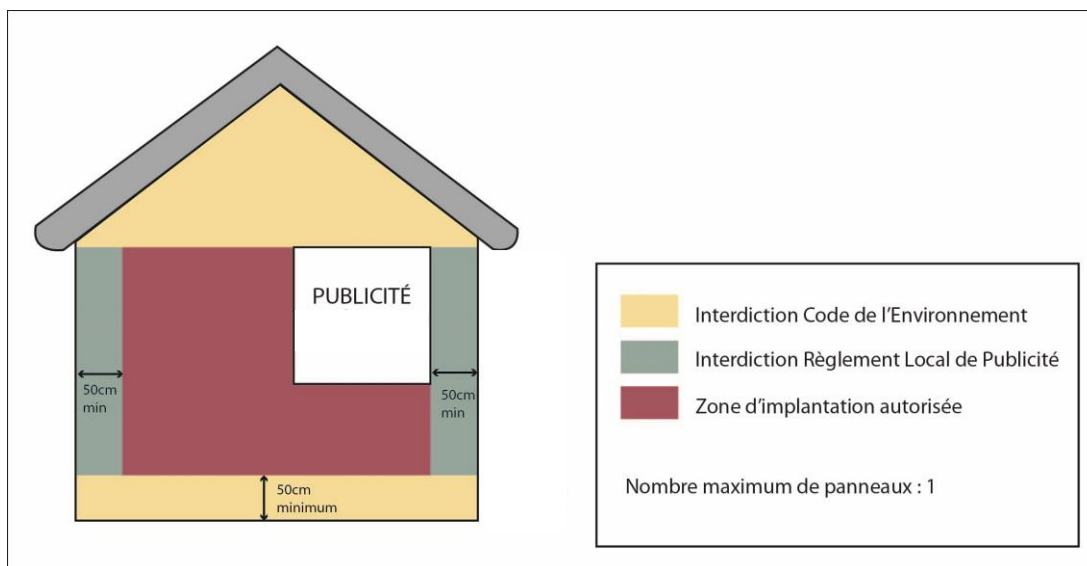 PUBLICITÉ
50cm
min
50cm
min
50cm
minimum
Interdiction Code de l'Environnement
Interdiction Règlement Local de Publicité
Zone d'implantation autorisée
Nombre maximum de panneaux : 1